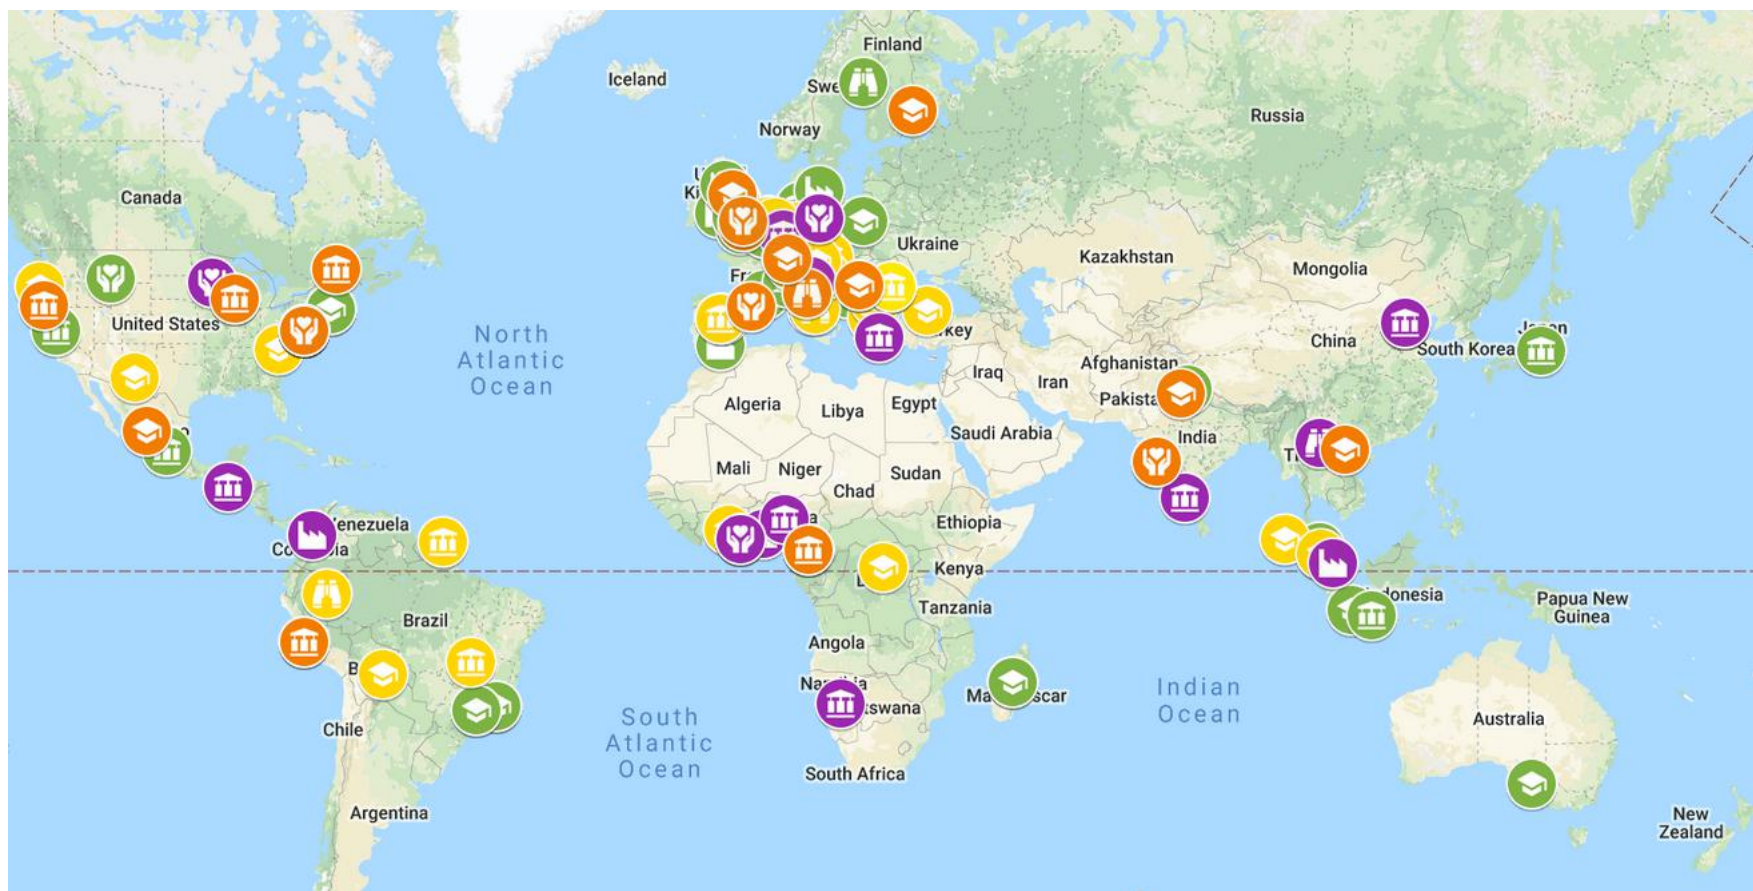 Finland
Iceland
Swe
Russia
Norway
Canada
Ukraine
Kazakhstan
Mongolia
United States
North
Atlantic
Ocean
China
South Korea
Afghanistan
Iraq
Iran
Algeria
Libya
Egypt
Saudi Arabia
India
Mali
Niger
Sudan
Chad
Ethiopia
Kenya
Tanzania
Brazil
Papua New
Guinea
Angola
Indian
Ocean
South
Atlantic
Ocean
Chile
Australia
South Africa
Argentina
New
Zealand